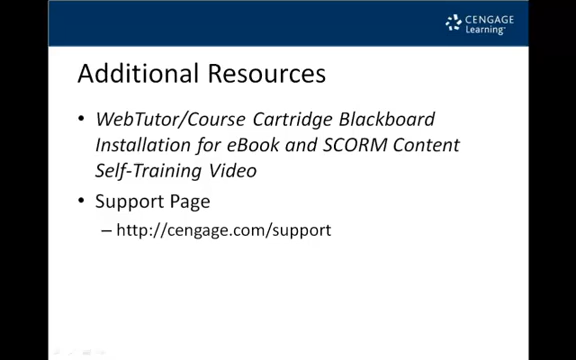 CENGAGE
Learning™
Additional Resources
• WebTutor/Course Cartridge Blackboard
Installation for eBook and SCORM Content
Self-Training Video
• Support Page
– http://cengage.com/support